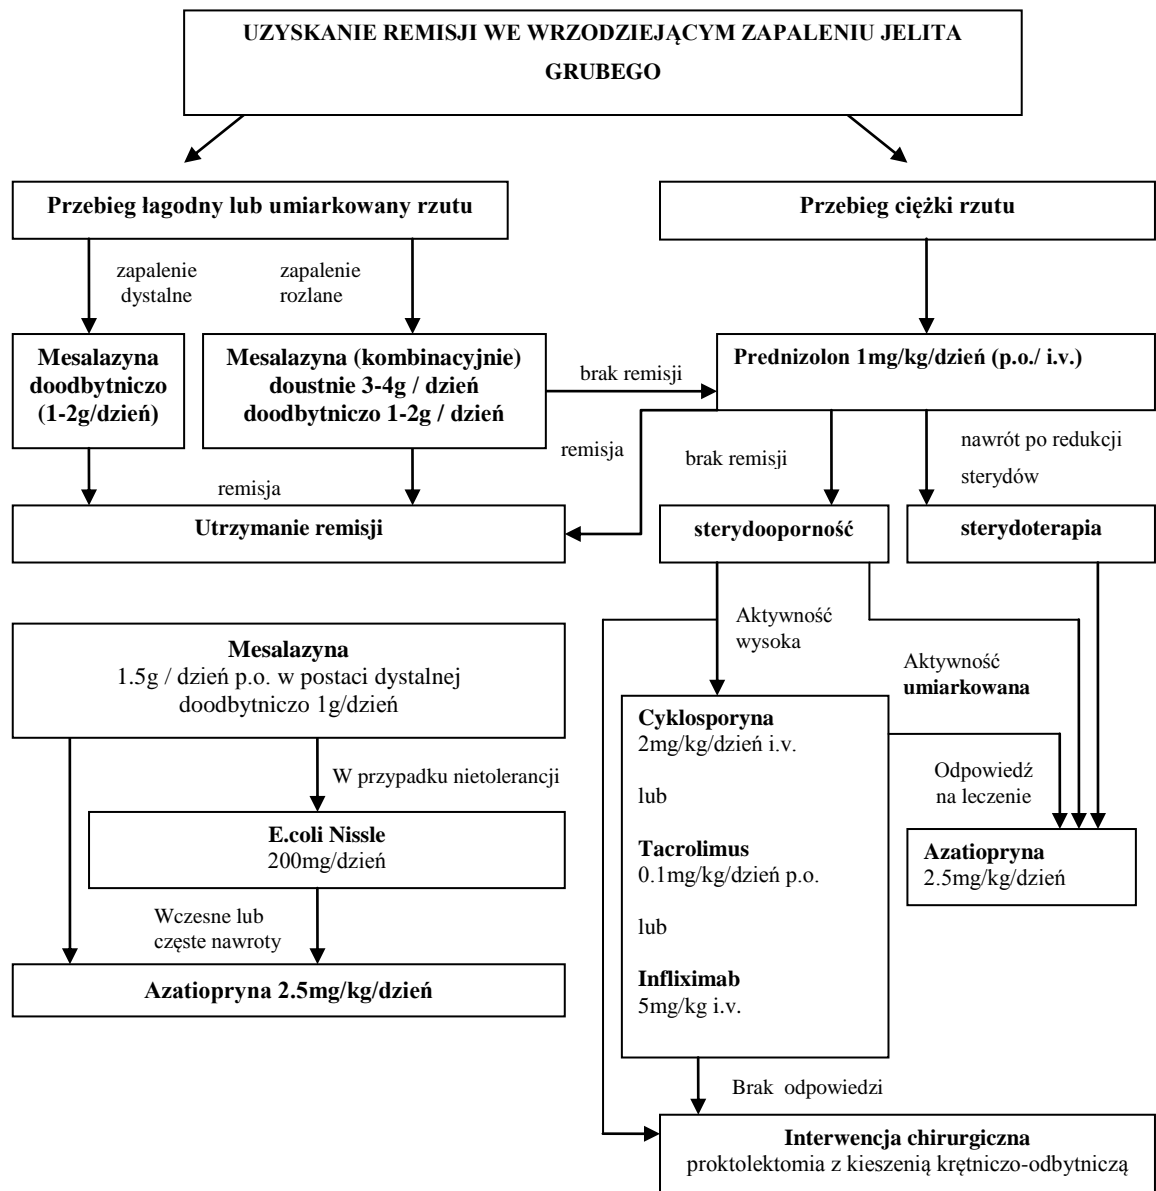 UZYSKANIE REMISJI WE WRZODZIEJĄCYM ZAPALENIU JELITA
GRUBEGO
Przebieg łagodny lub umiarkowany rzutu
Przebieg ciężki rzutu
zapalenie
dystalne
zapalenie
rozlane
Mesalazyna
doodbytniczo
(1-2g/dzień)
Mesalazyna (kombinacyjnie)
doustnie 3-4g / dzień
doodbytniczo 1-2g / dzień
brak remisji
Prednizolon 1mg/kg/dzień (p.o./ i.v.)
remisja
remisja
brak remisji
nawrót po redukcji
sterydów
Utrzymanie remisji
sterydooporność
sterydoterapia
Mesalazyna
1.5g / dzień p.o. w postaci dystalnej
doodbytniczo 1g/dzień
W przypadku nietolerancji
E.coli Nissle
200mg/dzień
Wczesne lub
częste nawroty
Azatiopryna 2.5mg/kg/dzień
Aktywność
wysoka
Aktywność
umiarkowana
Cyklosporyna
2mg/kg/dzień i.v.
lub
Tacrolimus
0.1mg/kg/dzień p.o.
lub
Infliximab
5mg/kg i.v.
Odpowiedź
na leczenie
Azatiopryna
2.5mg/kg/dzień
Brak odpowiedzi
Interwencja chirurgiczna
proktolektomia z kieszenią krętniczo-odbytniczą